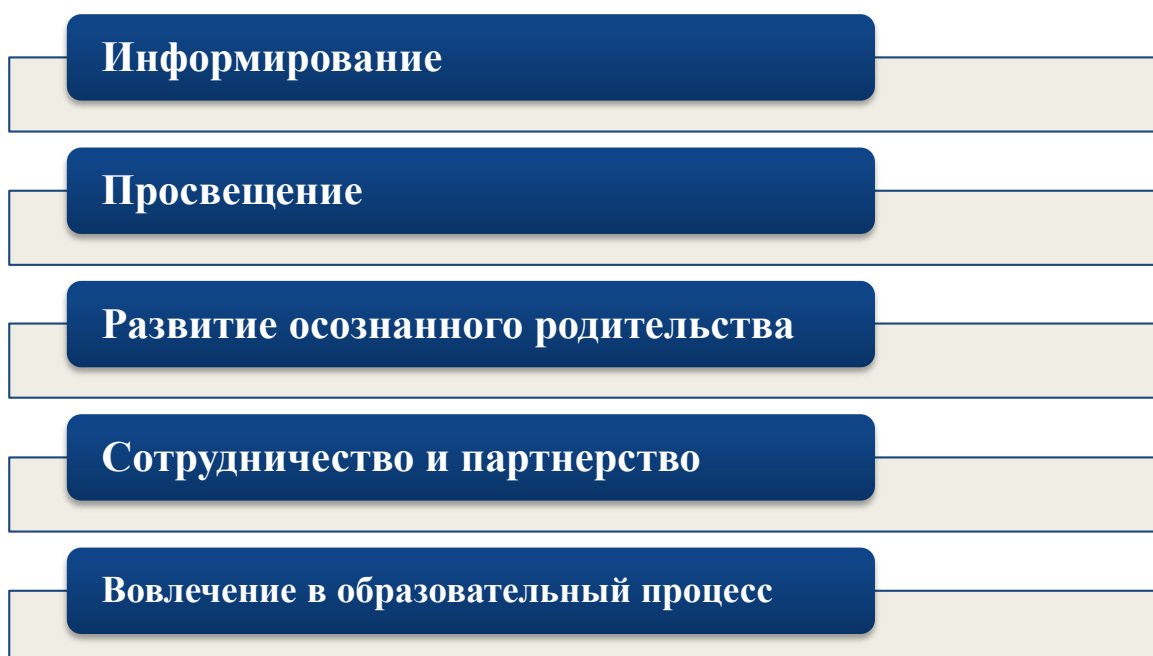 Информирование
Просвещение
Развитие осознанного родительства
Сотрудничество и партнерство
Вовлечение в образовательный процесс